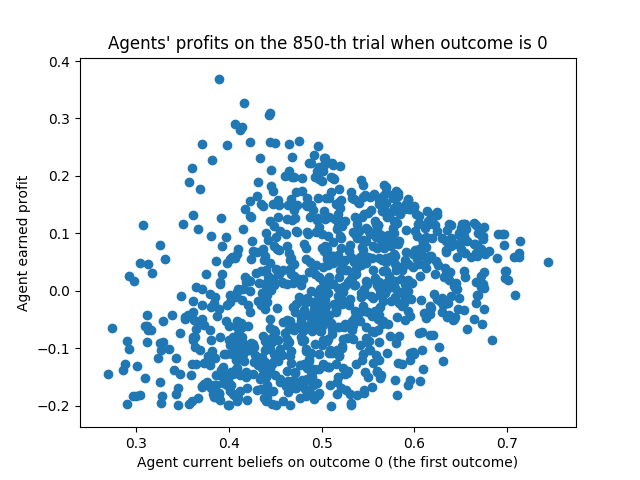 Agents' profits on the 850-th trial when outcome is 0
0.4
0.3
0.2
0.1
0.0
−0.1
−0.2
Agent earned profit
0.3 0.4 0.5 0.6 0.7
Agent current beliefs on outcome 0 (the first outcome)